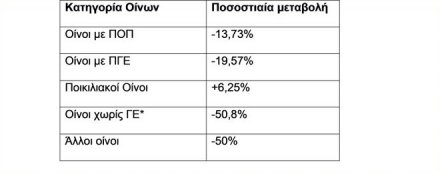 Κατηγορία Οίνων Ποσοστιαία μεταβολή
Οίνοι με ΠΟΠ -13,73%
Οίνοι με ΠΓΕ -19,57%
Ποικιλιακοί Οίνοι +6,25%
Οίνοι χωρίς ΓΕ* -50,8%
Άλλοι οίνοι -50%